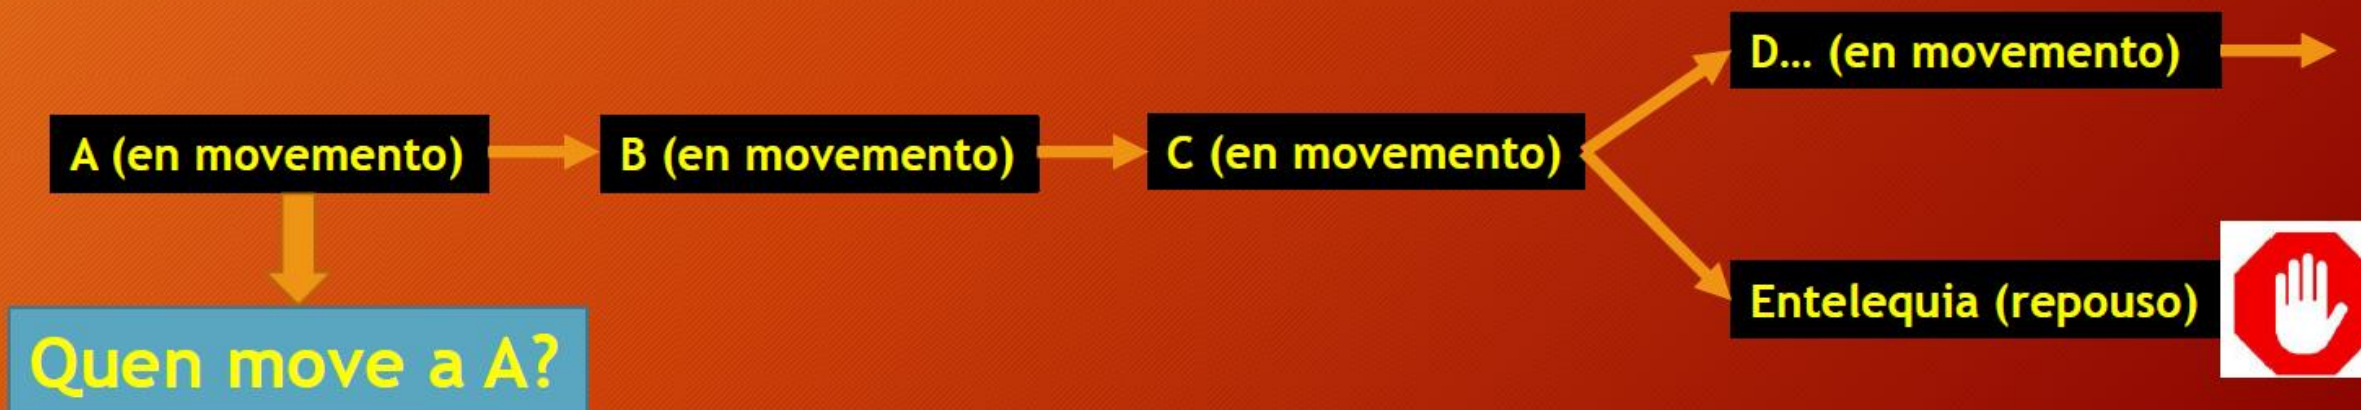 D... (en movemento)
A (en movemento)
B (en movemento)
C (en movemento)
Entelequia (repouso)
Quen move a A?